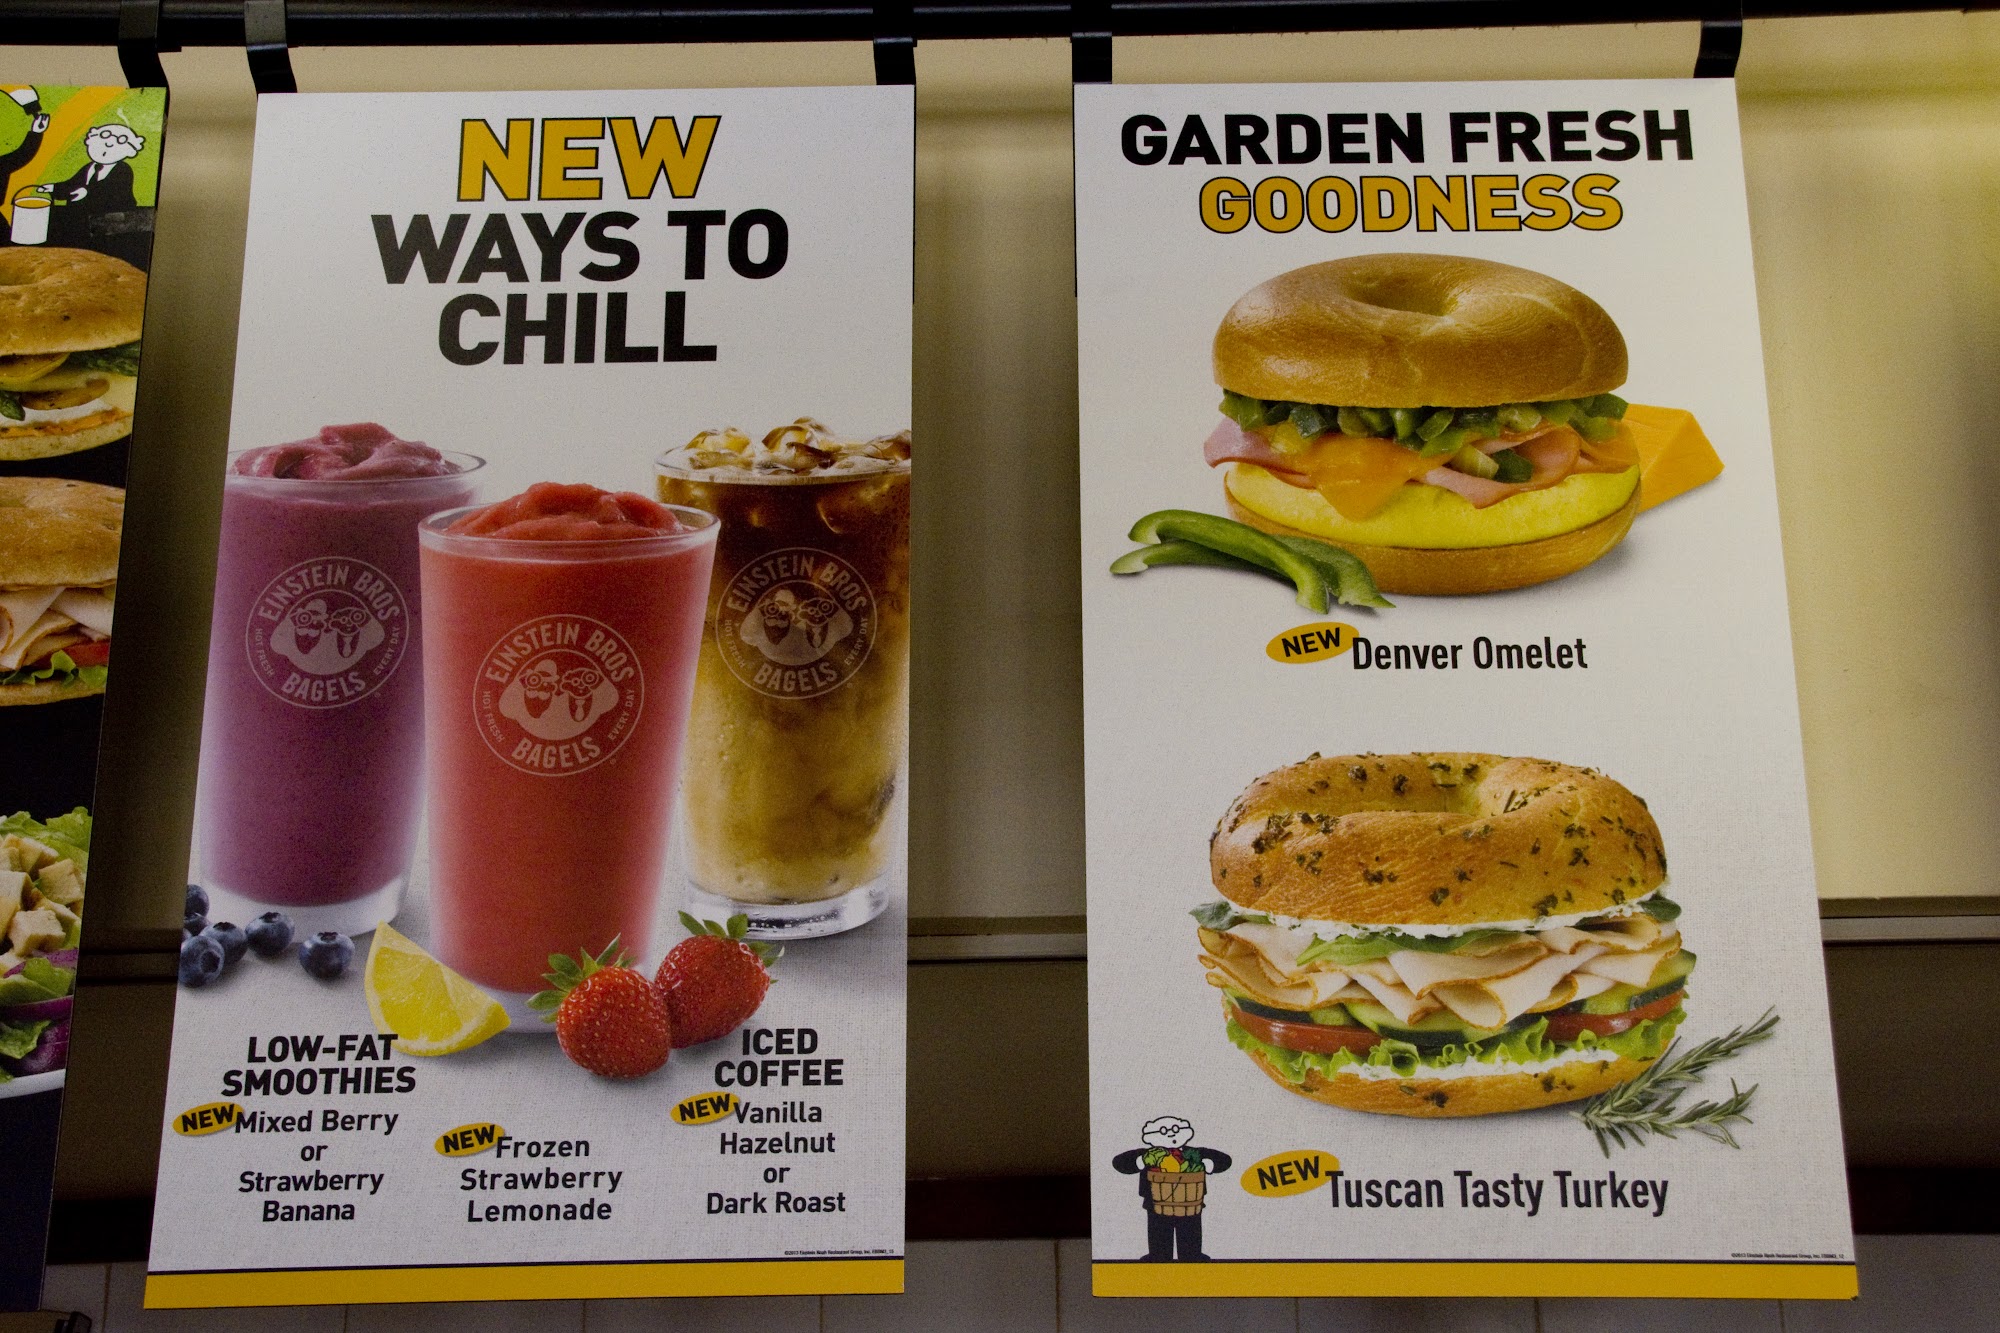 NEW
WAYS TO
CHILL
EINSTEIN BROS
HOT FRESH
EVERY DAY
BAGELS
EINSTEIN BROS
HOT FRESH
EVERY DAY
BAGELS
EINSTEIN BROS
HOT FRESH
EVERY DAY
BAGELS
LOW-FAT
SMOOTHIES
NEW Mixed Berry
or
Strawberry
Banana
NEW Frozen
Strawberry
Lemonade
ICED
COFFEE
NEW Vanilla
Hazelnut
or
Dark Roast
GARDEN FRESH
GOODNESS
NEW Denver Omelet
NEW Tuscan Tasty Turkey